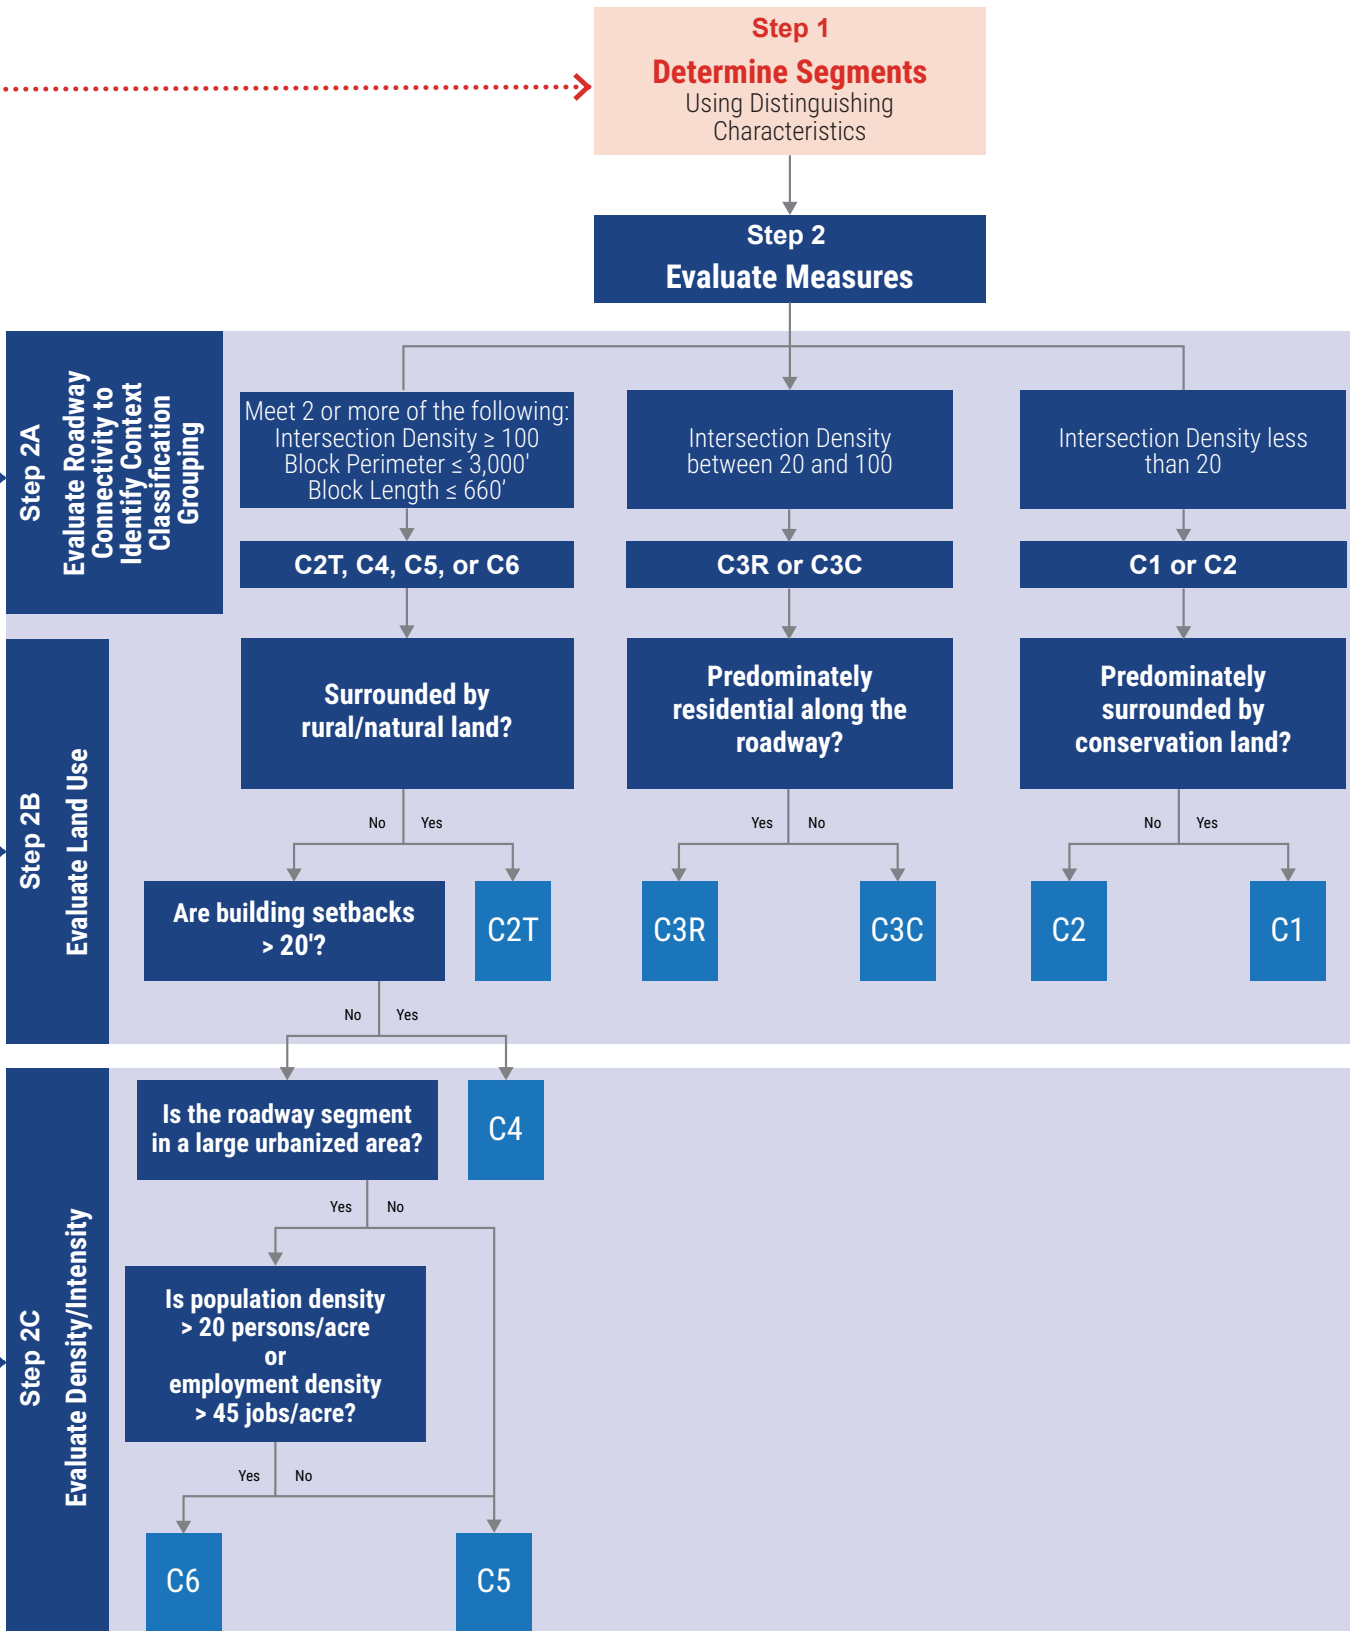 Step 1
Determine Segments
Using Distinguishing
Characteristics
Step 2
Evaluate Measures
Step 2A
Evaluate Roadway
Connectivity to
Identify Context
Classification
Grouping
Meet 2 or more of the following:
Intersection Density ≥ 100
Block Perimeter ≤ 3,000'
Block Length ≤ 660’
Intersection Density
between 20 and 100
Intersection Density less
than 20
C2T, C4, C5, or C6
C3R or C3C
C1 or C2
Step 2B
Evaluate Land Use
Surrounded by
rural/natural land?
Predominately
residential along the
roadway?
Predominately
surrounded by
conservation land?
No Yes
Yes No
No Yes
Are building setbacks
> 20'?
C2T
C3R
C3C
C2
C1
No Yes
Step 2C
Evaluate Density/Intensity
Is the roadway segment
in a large urbanized area?
C4
Yes No
Is population density
> 20 persons/acre
or
employment density
> 45 jobs/acre?
Yes No
C6
C5